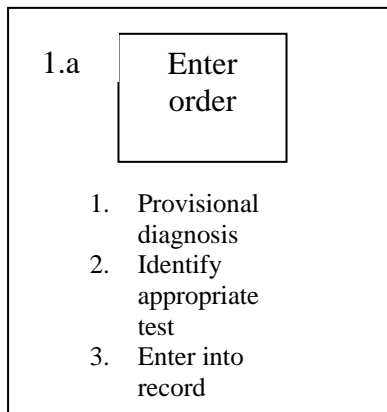 1.a
Enter
order
1. Provisional
diagnosis
2. Identify
appropriate
test
3. Enter into
record